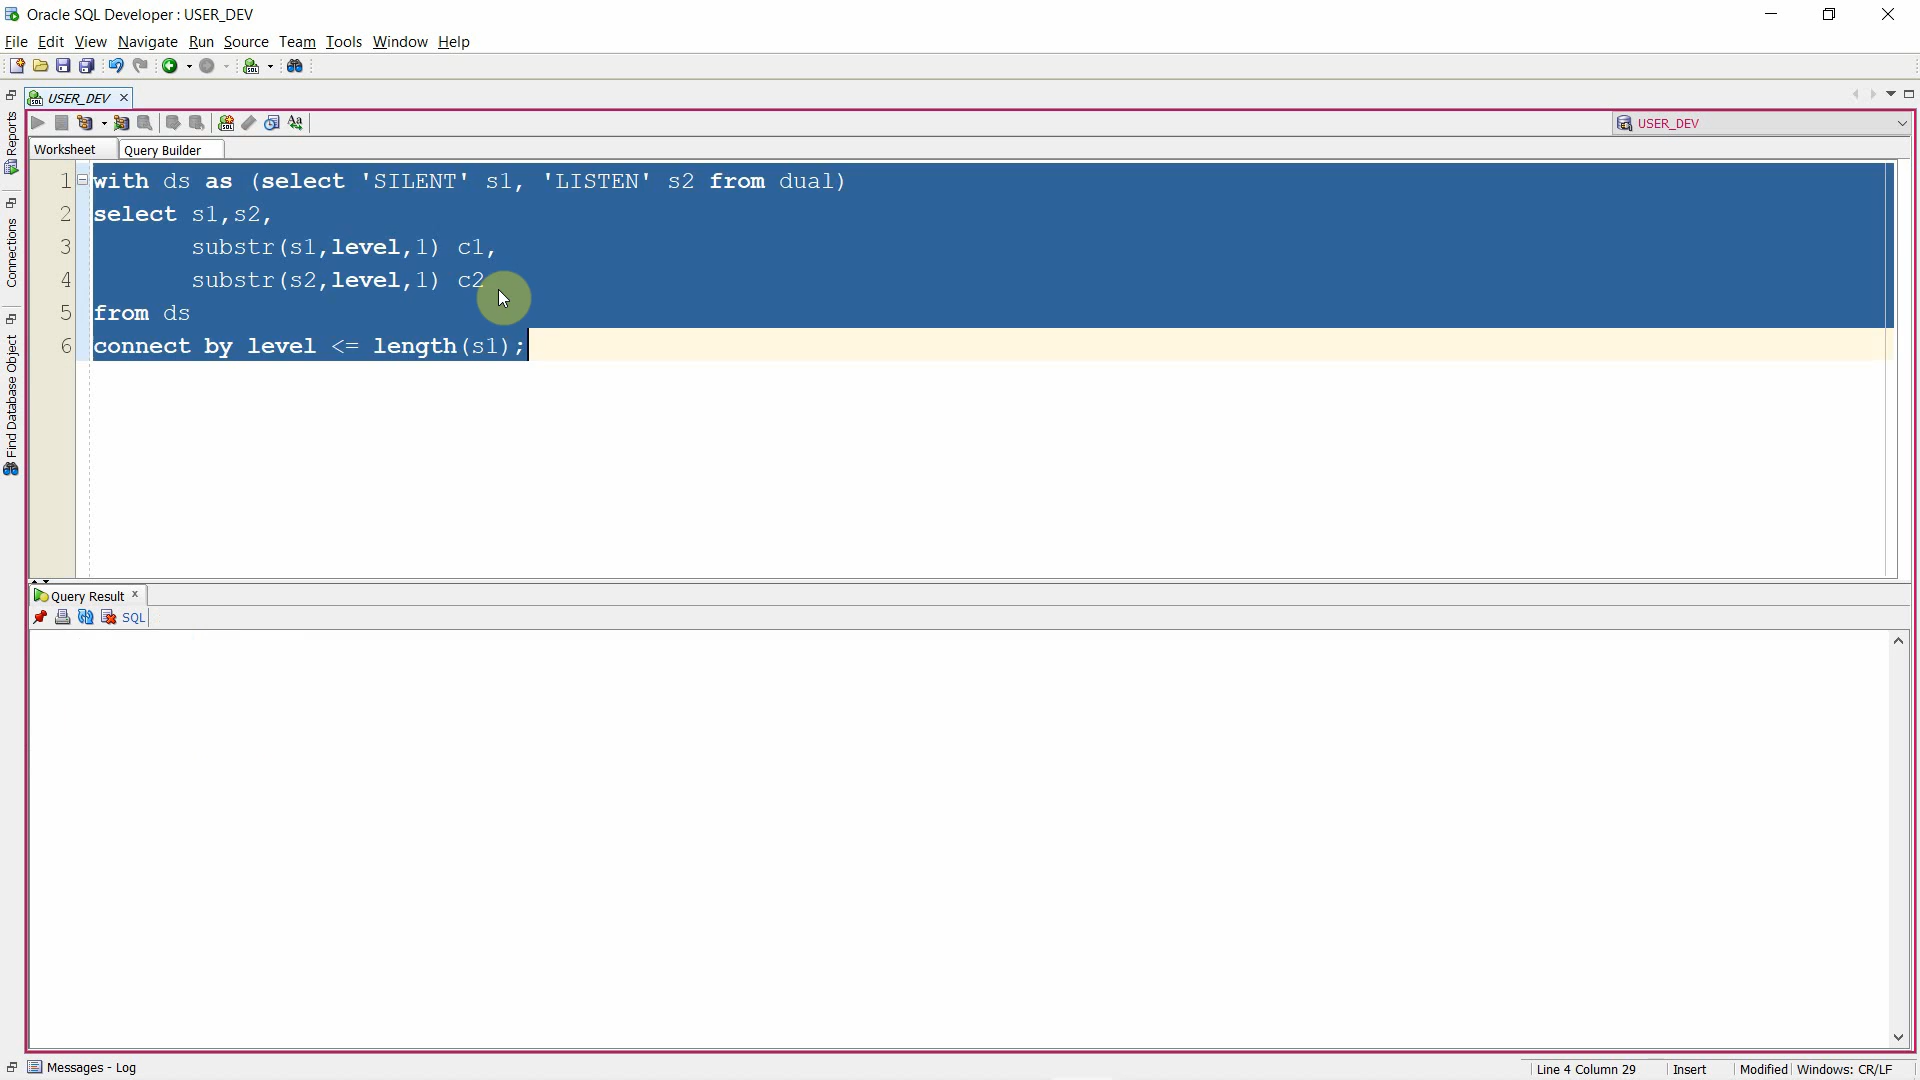 Oracle SQL Developer : USER_DEV
File Edit View Navigate Run Source Team Tools Window Help
USER_DEV
USER_DEV
Worksheet Query Builder
1 with ds as (select 'SILENT' s1, 'LISTEN' s2 from dual)
2 select s1,s2,
3 substr(s1,level,1) c1,
4 substr(s2,level,1) c2
5 from ds
6 connect by level <= length(s1);
Reports
Connections
Find Database Object
Query Result
SQL
Messages - Log
Line 4 Column 29 Insert Modified Windows: CR/LF